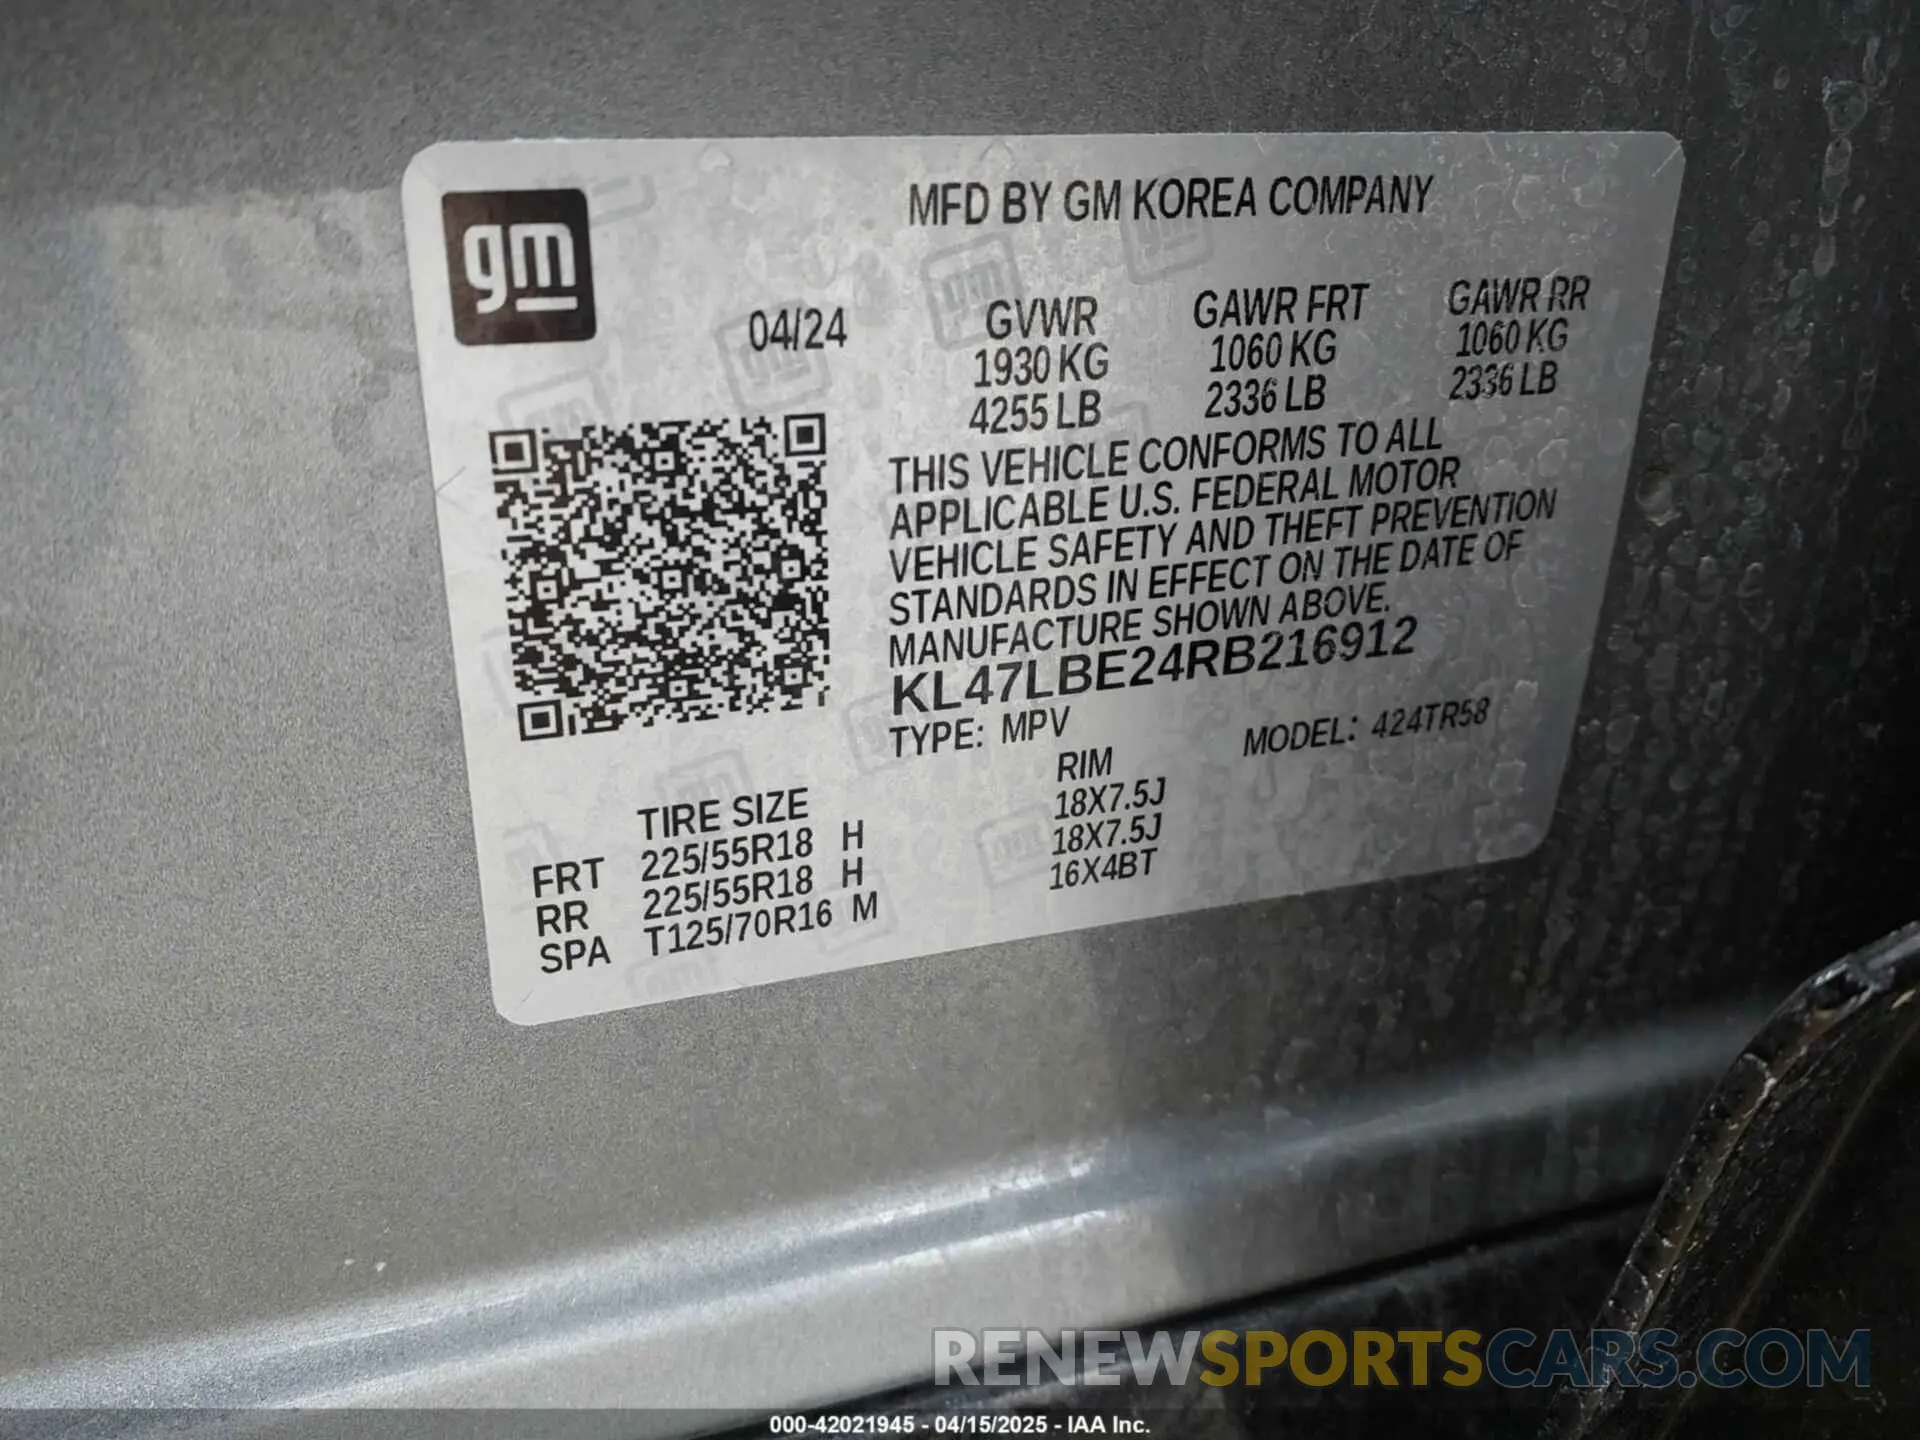 gm
MFD BY GM KOREA COMPANY
04/24
GVWR GAWR FRT GAWR RR
1930 KG 1060 KG 1060 KG
4255 LB 2336 LB 2336 LB
THIS VEHICLE CONFORMS TO ALL
APPLICABLE U.S. FEDERAL MOTOR
VEHICLE SAFETY AND THEFT PREVENTION
STANDARDS IN EFFECT ON THE DATE OF
MANUFACTURE SHOWN ABOVE.
KL47LBE24RB216912
TYPE: MPV MODEL: 424TR58
TIRE SIZE RIM
FRT 225/55R18 H 18X7.5J
RR 225/55R18 H 18X7.5J
SPA T125/70R16 M 16X4BT
RENEWSPORTSCARS.COM
000-42021945 - 04/15/2025 - IAA Inc.